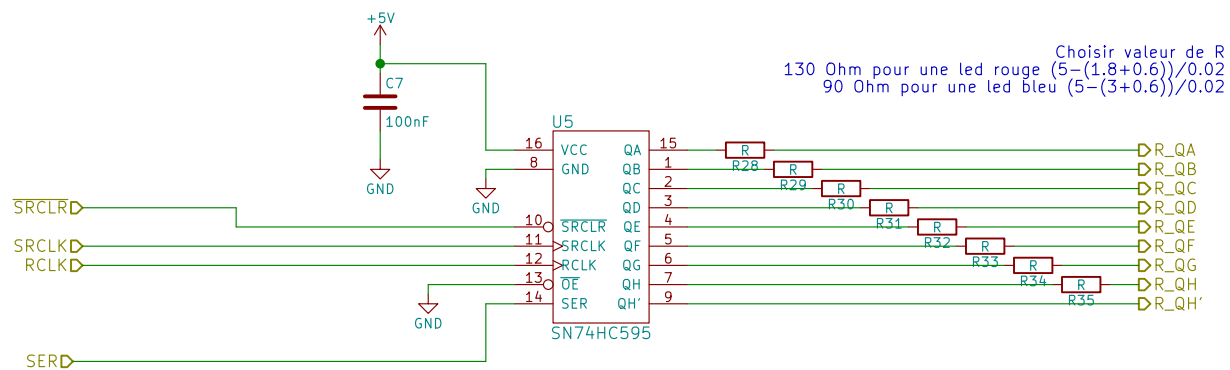 +5V
Choisir valeur de R
130 Ohm pour une led rouge (5-(1.8+0.6))/0.02
90 Ohm pour une led bleu (5-(3+0.6))/0.02
C7
100nF
GND
U5
16 VCC QA 15 R R28 R_QA
8 GND QB 1 R R29 R_QB
GND
QC 2 R R30 R_QC
SRCLR QD 3 R R31 R_QD
10 SRCLR QE 4 R R32 R_QE
SRCLK 11 SRCLK QF 5 R R33 R_QF
RCLK 12 RCLK QG 6 R R34 R_QG
13 OE QH 7 R R35 R_QH
14 SER QH' 9 R_QH'
GND
SN74HC595
SER